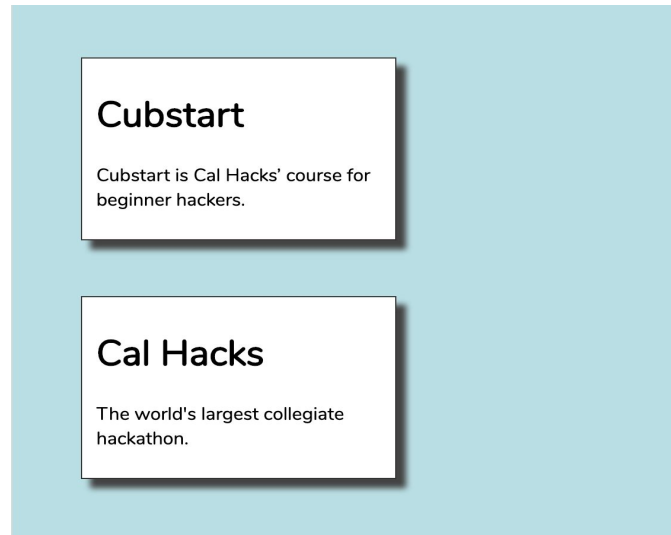 Cubstart
Cubstart is Cal Hacks’ course for
beginner hackers.
Cal Hacks
The world's largest collegiate
hackathon.